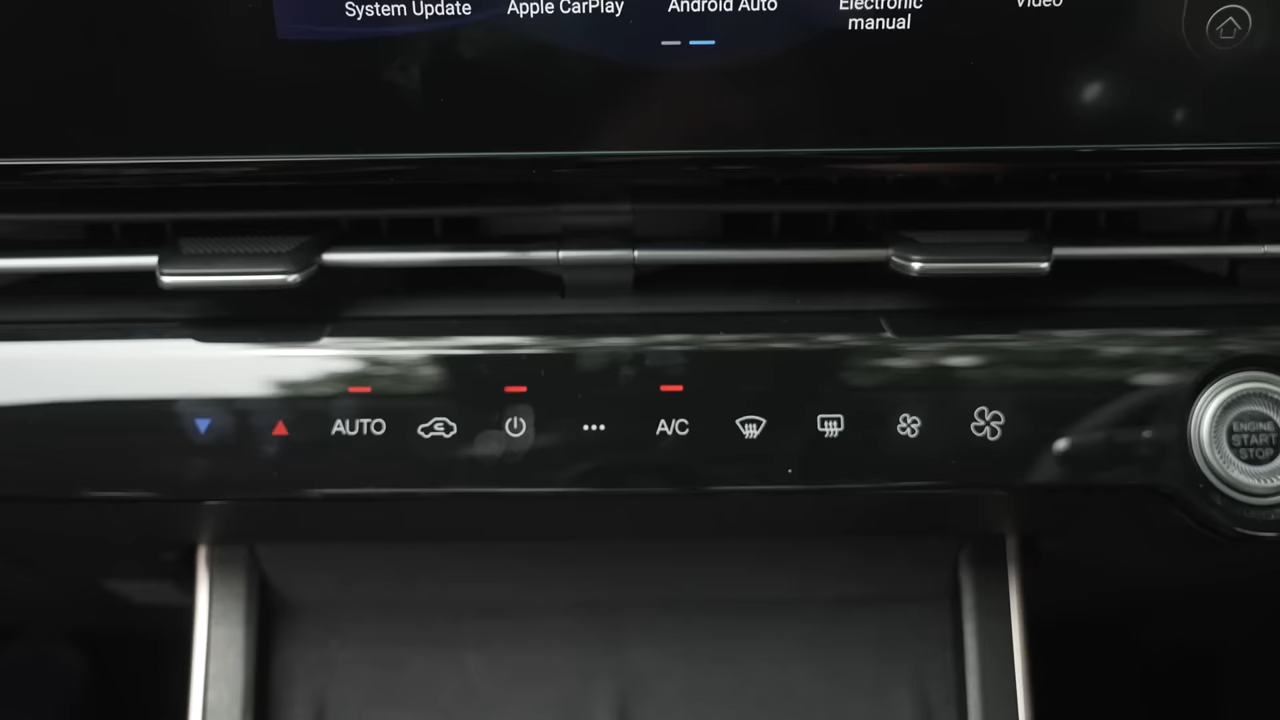 System Update
Apple CarPlay
Android Auto
Electronic
manual
Video
AUTO
A/C
ENGINE
START
STOP